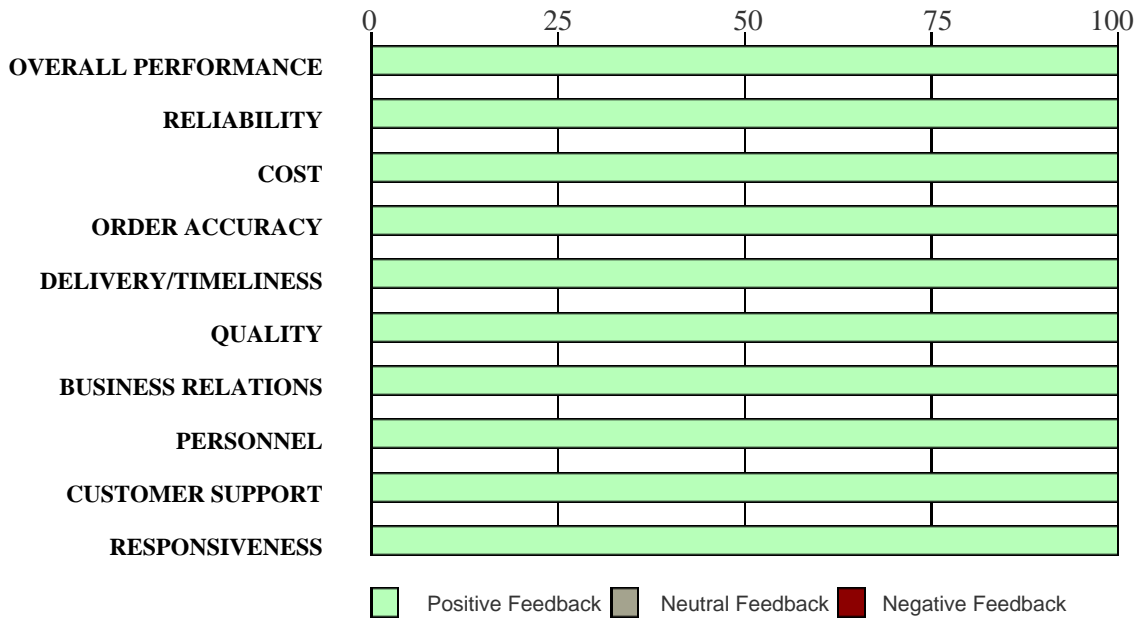 0 25 50 75 100
OVERALL PERFORMANCE
RELIABILITY
COST
ORDER ACCURACY
DELIVERY/TIMELINESS
QUALITY
BUSINESS RELATIONS
PERSONNEL
CUSTOMER SUPPORT
RESPONSIVENESS
Positive Feedback Neutral Feedback Negative Feedback